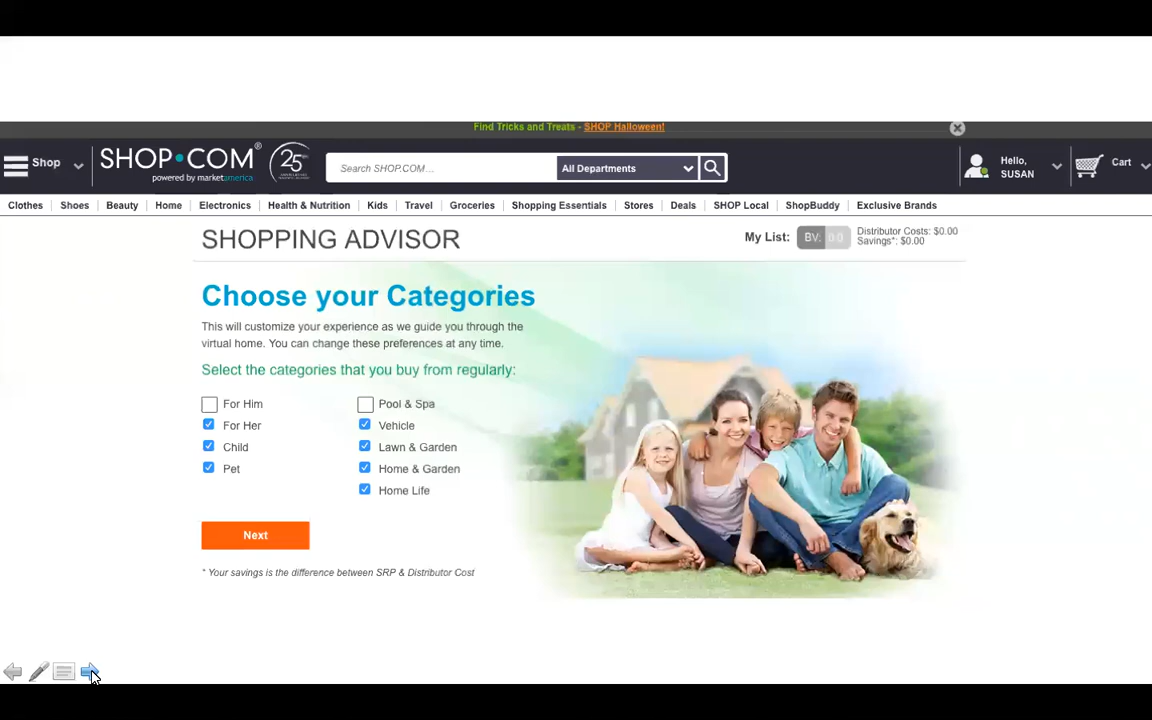 Find Tricks and Treats - SHOP Halloween!
Shop
SHOP•COM®
powered by marketamerica
25
Search SHOP.COM...
All Departments
Hello,
SUSAN
Cart
Clothes Shoes Beauty Home Electronics Health & Nutrition Kids Travel Groceries Shopping Essentials Stores Deals SHOP Local ShopBuddy Exclusive Brands
SHOPPING ADVISOR
My List: BV: 0.0
Distributor Costs: $0.00
Savings*: $0.00
Choose your Categories
This will customize your experience as we guide you through the
virtual home. You can change these preferences at any time.
Select the categories that you buy from regularly:
For Him Pool & Spa
For Her Vehicle
Child Lawn & Garden
Pet Home & Garden
Home Life
Next
* Your savings is the difference between SRP & Distributor Cost